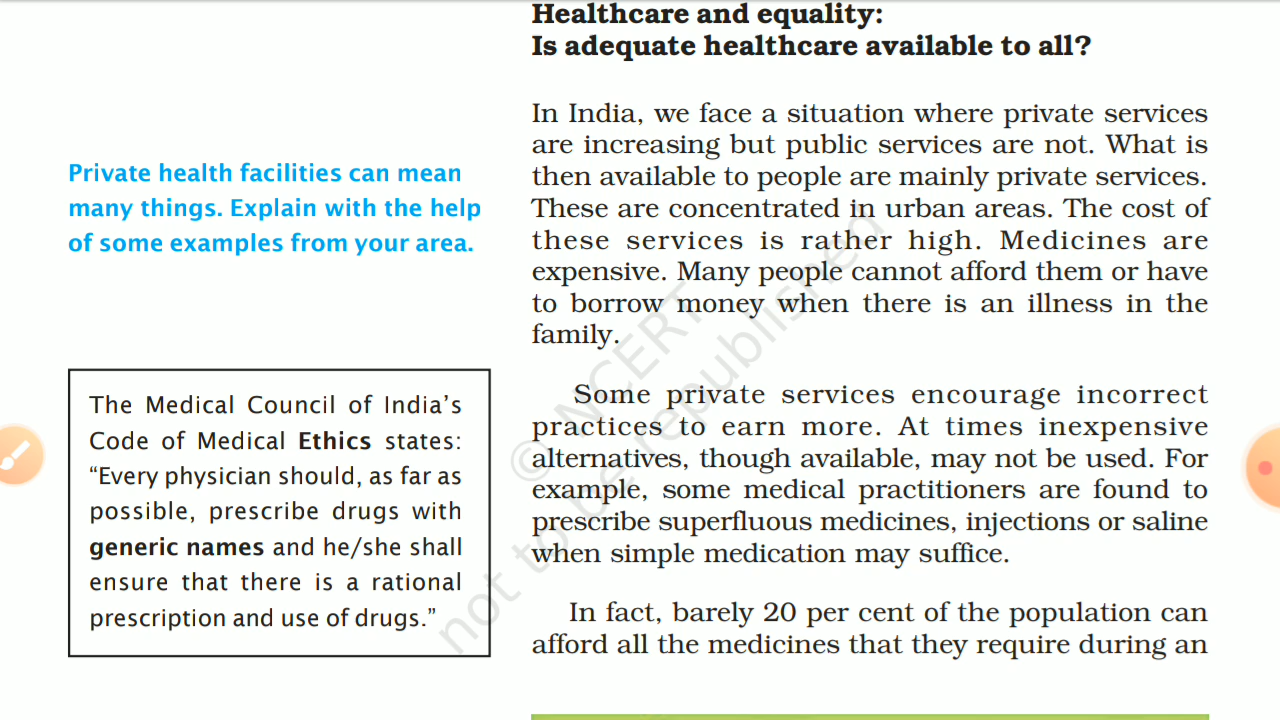 Healthcare and equality:
Is adequate healthcare available to all?
In India, we face a situation where private services
are increasing but public services are not. What is
then available to people are mainly private services.
These are concentrated in urban areas. The cost of
these services is rather high. Medicines are
expensive. Many people cannot afford them or have
to borrow money when there is an illness in the
family.
Some private services encourage incorrect
practices to earn more. At times inexpensive
alternatives, though available, may not be used. For
example, some medical practitioners are found to
prescribe superfluous medicines, injections or saline
when simple medication may suffice.
In fact, barely 20 per cent of the population can
afford all the medicines that they require during an
Private health facilities can mean
many things. Explain with the help
of some examples from your area.
The Medical Council of India’s
Code of Medical Ethics states:
“Every physician should, as far as
possible, prescribe drugs with
generic names and he/she shall
ensure that there is a rational
prescription and use of drugs.”
© NCERT
not to be republished